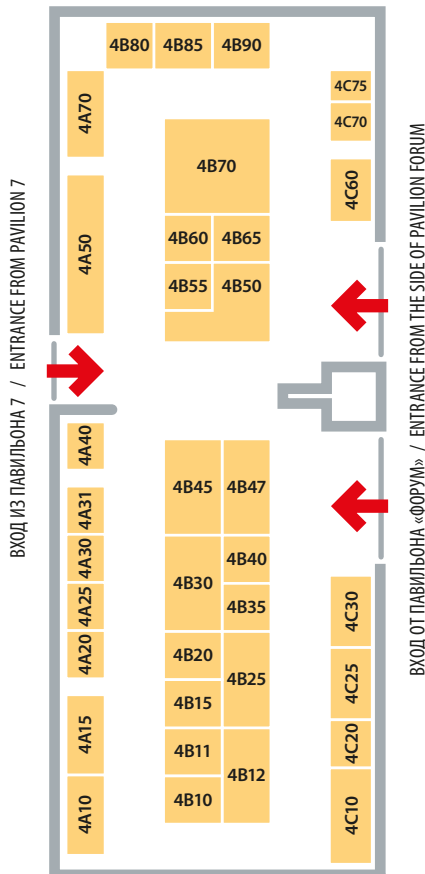 4B80 4B85 4B90
4A70
4C75
4C70
4B70
4C60
4A50
4B60 4B65
4B55 4B50
ВХОД ИЗ ПАВИЛЬОНА 7 / ENTRANCE FROM PAVILION 7
ВХОД ОТ ПАВИЛЬОНА «ФОРУМ» / ENTRANCE FROM THE SIDE OF PAVILION FORUM
4A40
4B45 4B47
4A31
4A30
4B40
4B30
4A25
4B35
4C30
4A20
4B20
4B25
4C25
4B15
4A15
4B11
4C20
4B12
4B10
4A10
4C10